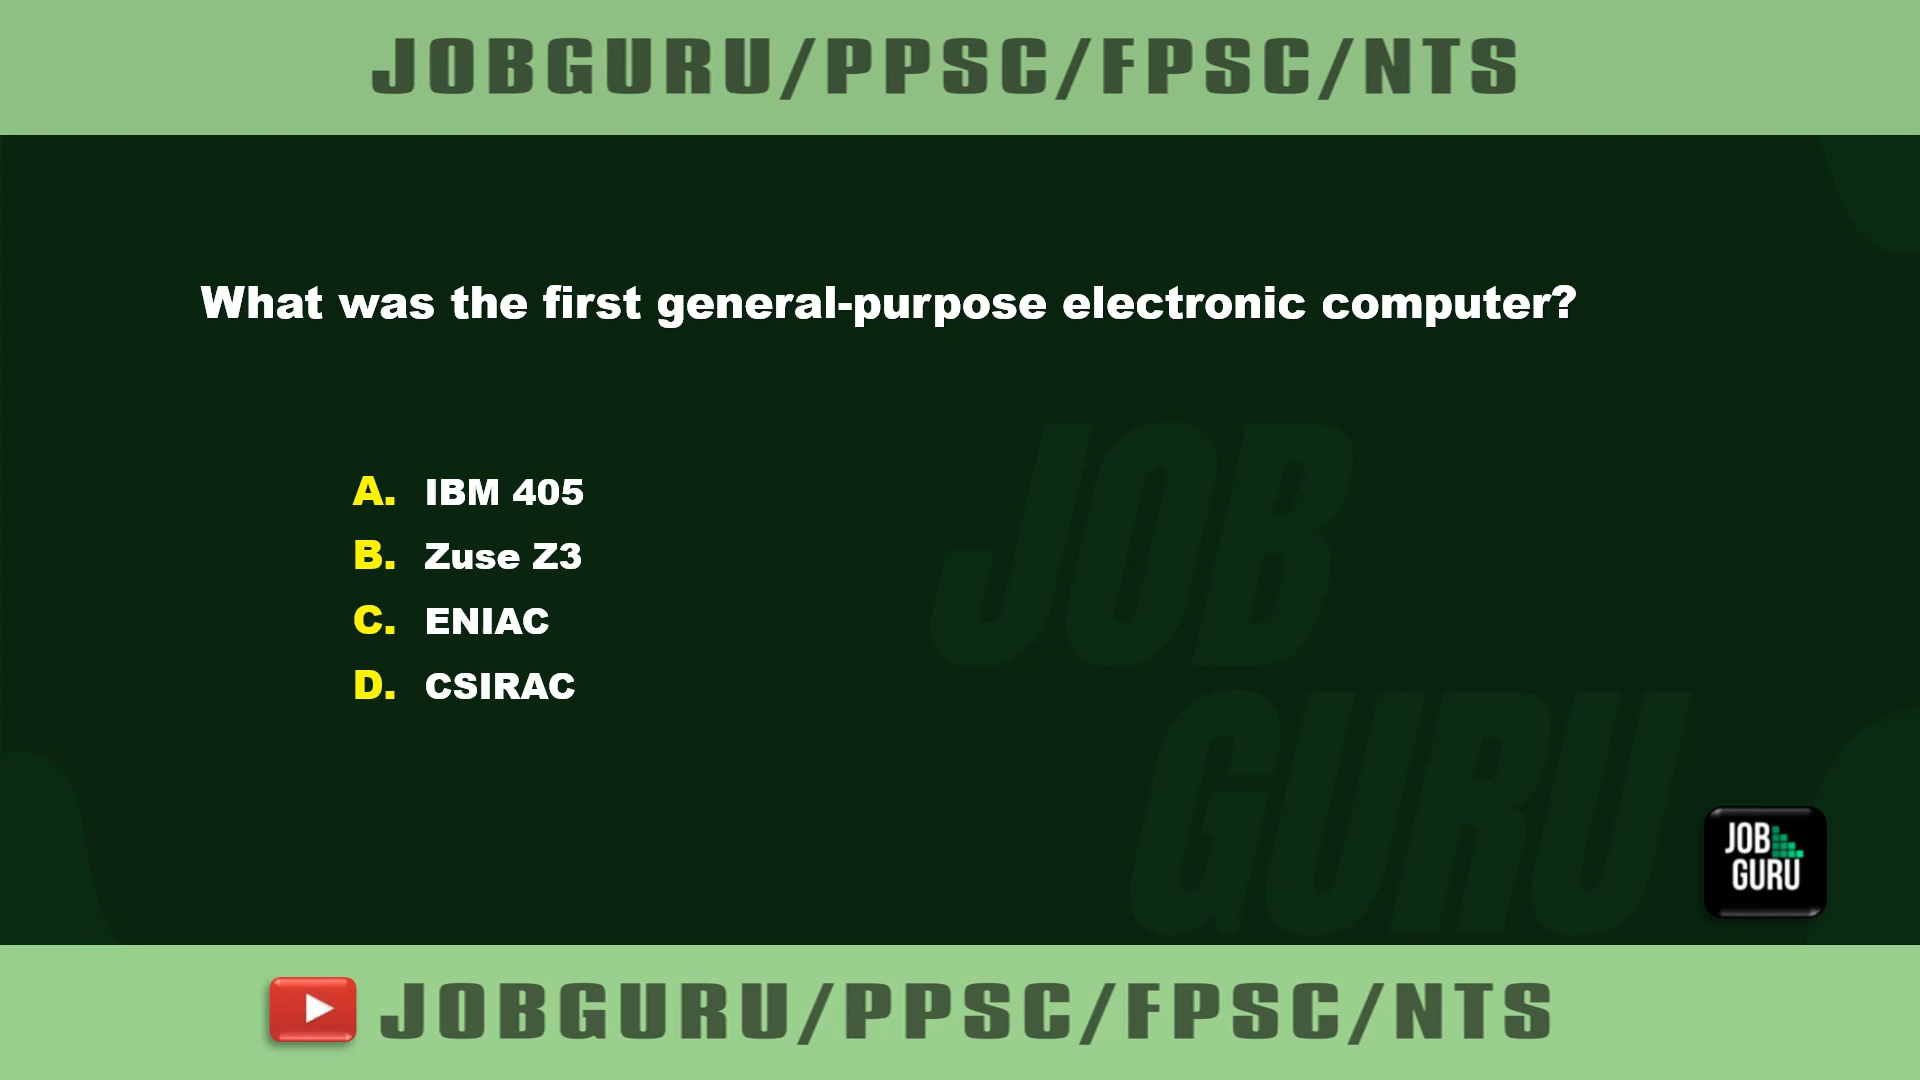 JOBGURU/PPSC/FPSC/NTS
What was the first general-purpose electronic computer?
A. IBM 405
B. Zuse Z3
C. ENIAC
D. CSIRAC
JOB
GURU
JOB
GURU
JOBGURU/PPSC/FPSC/NTS